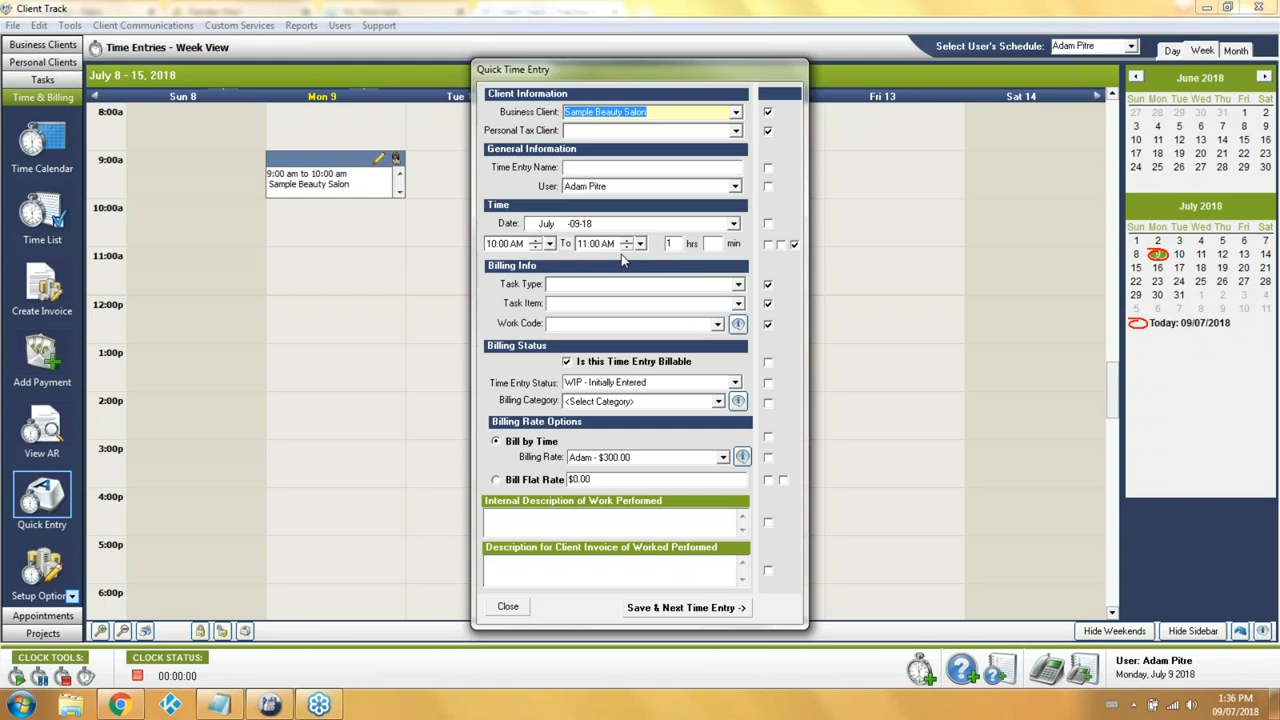 Client Track
File Edit Tools Client Communications Custom Services Reports Users Support
Business Clients
Personal Clients
Tasks
Time & Billing
Time Calendar
Time List
Create Invoice
Add Payment
View AR
Quick Entry
Setup Option
Appointments
Projects
Time Entries - Week View
Select User's Schedule: Adam Pitre
Day Week Month
July 8 - 15, 2018
Sun 8 Mon 9 Tue 1 Fri 13 Sat 14
8:00a
9:00a
10:00a
11:00a
12:00p
1:00p
2:00p
3:00p
4:00p
5:00p
6:00p
9:00 am to 10:00 am
Sample Beauty Salon
Quick Time Entry
Client Information
Business Client: Sample Beauty Salon
Personal Tax Client:
General Information
Time Entry Name:
User: Adam Pitre
Time
Date: July -09-18
10:00 AM To 11:00 AM 1 hrs min
Billing Info
Task Type:
Task Item:
Work Code:
Billing Status
Is this Time Entry Billable
Time Entry Status: WIP - Initially Entered
Billing Category: <Select Category>
Billing Rate Options
Bill by Time
Billing Rate: Adam - $300.00
Bill Flat Rate $0.00
Internal Description of Work Performed
Description for Client Invoice of Worked Performed
Close
Save & Next Time Entry ->
June 2018
Sun Mon Tue Wed Thu Fri Sat
27 28 29 30 31 1 2
3 4 5 6 7 8 9
10 11 12 13 14 15 16
17 18 19 20 21 22 23
24 25 26 27 28 29 30
July 2018
Sun Mon Tue Wed Thu Fri Sat
1 2 3 4 5 6 7
8 9 10 11 12 13 14
15 16 17 18 19 20 21
22 23 24 25 26 27 28
29 30 31 1 2 3 4
5 6 7 8 9 10 11
Today: 09/07/2018
Hide Weekends
Hide Sidebar
CLOCK TOOLS:
CLOCK STATUS:
00:00:00
User: Adam Pitre
Monday, July 9 2018
1:36 PM
09/07/2018